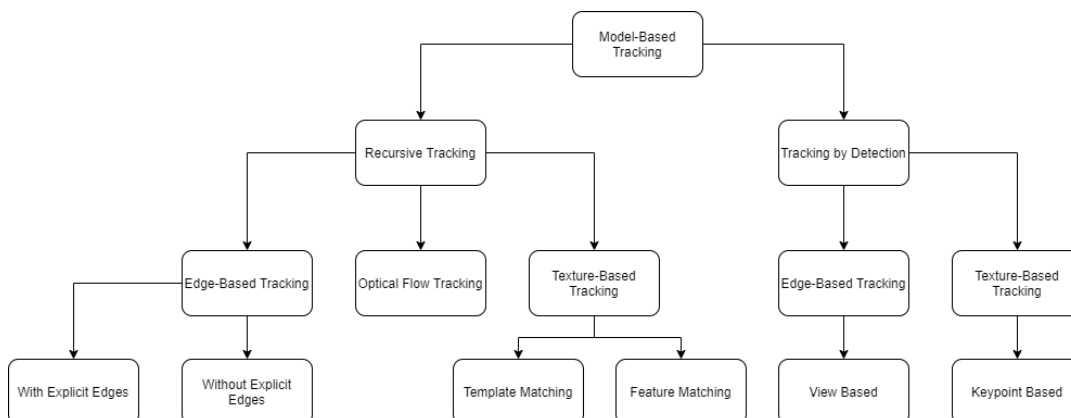 Model-Based
Tracking
Recursive Tracking
Tracking by Detection
Edge-Based Tracking
Optical Flow Tracking
Texture-Based
Tracking
Edge-Based Tracking
Texture-Based
Tracking
With Explicit Edges
Without Explicit
Edges
Template Matching
Feature Matching
View Based
Keypoint Based